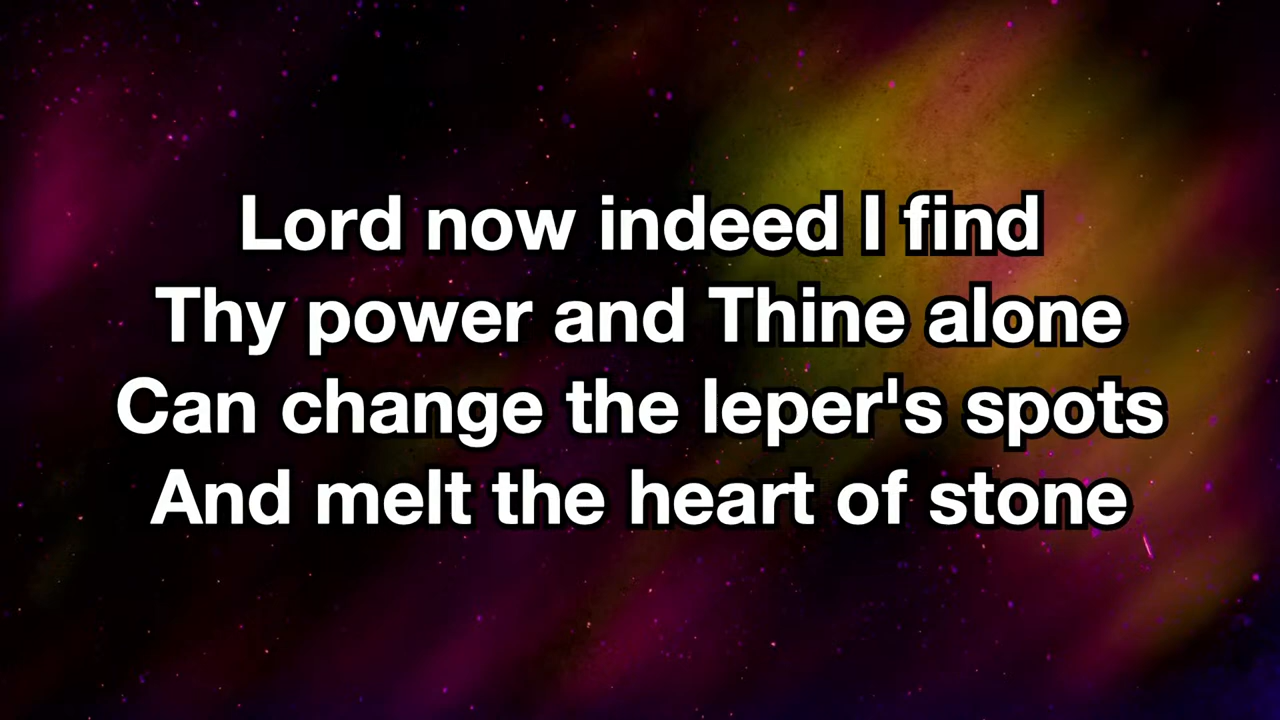 Lord now indeed I find
Thy power and Thine alone
Can change the leper's spots
And melt the heart of stone